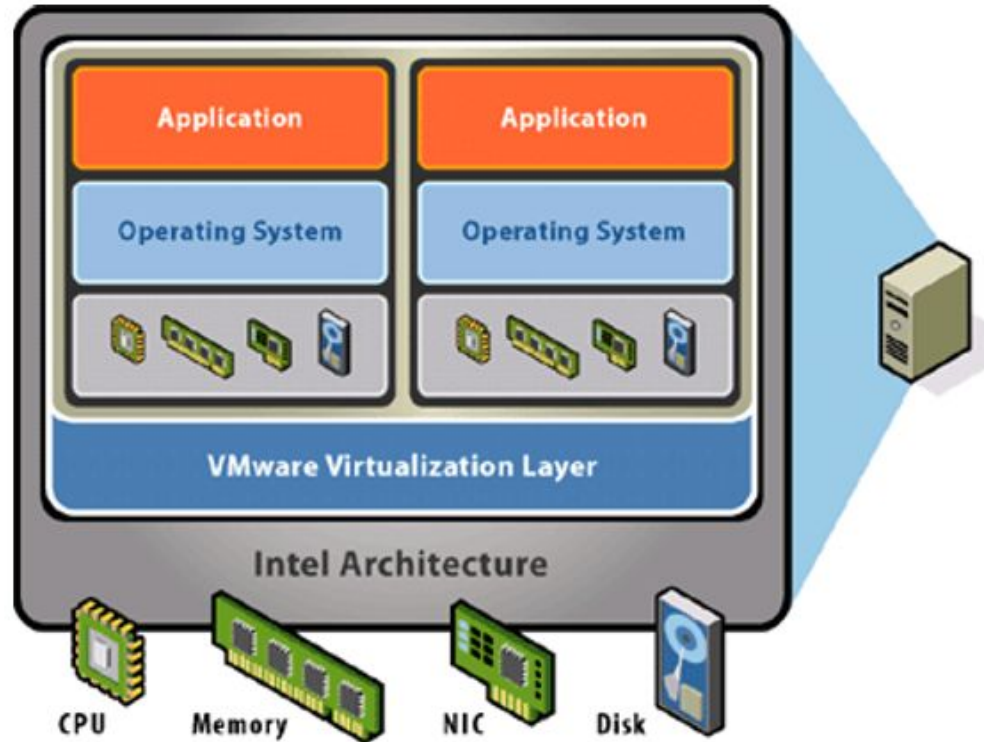 Application
Application
Operating System
Operating System
VMware Virtualization Layer
Intel Architecture
CPU
Memory
NIC
Disk